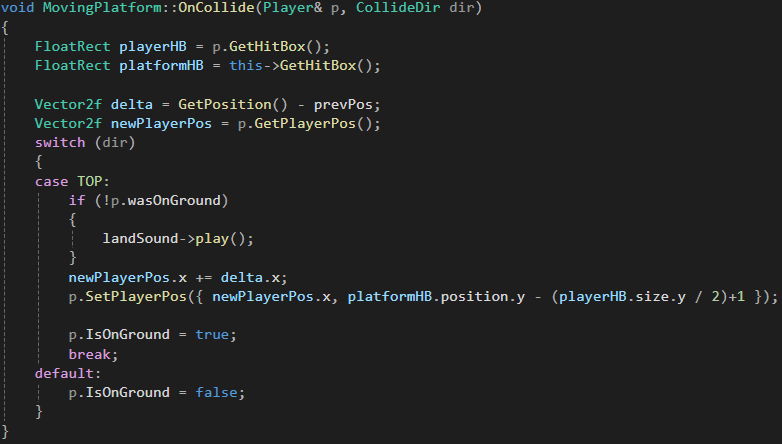 void MovingPlatform::OnCollide(Player& p, CollideDir dir)
{
    FloatRect playerHB = p.GetHitBox();
    FloatRect platformHB = this->GetHitBox();

    Vector2f delta = GetPosition() - prevPos;
    Vector2f newPlayerPos = p.GetPlayerPos();
    switch (dir)
    {
    case TOP:
        if (!p.wasOnGround)
        {
            landSound->play();
        }
        newPlayerPos.x += delta.x;
        p.SetPlayerPos({ newPlayerPos.x, platformHB.position.y - (playerHB.size.y / 2)+1 });

        p.IsOnGround = true;
        break;
    default:
        p.IsOnGround = false;
    }
}